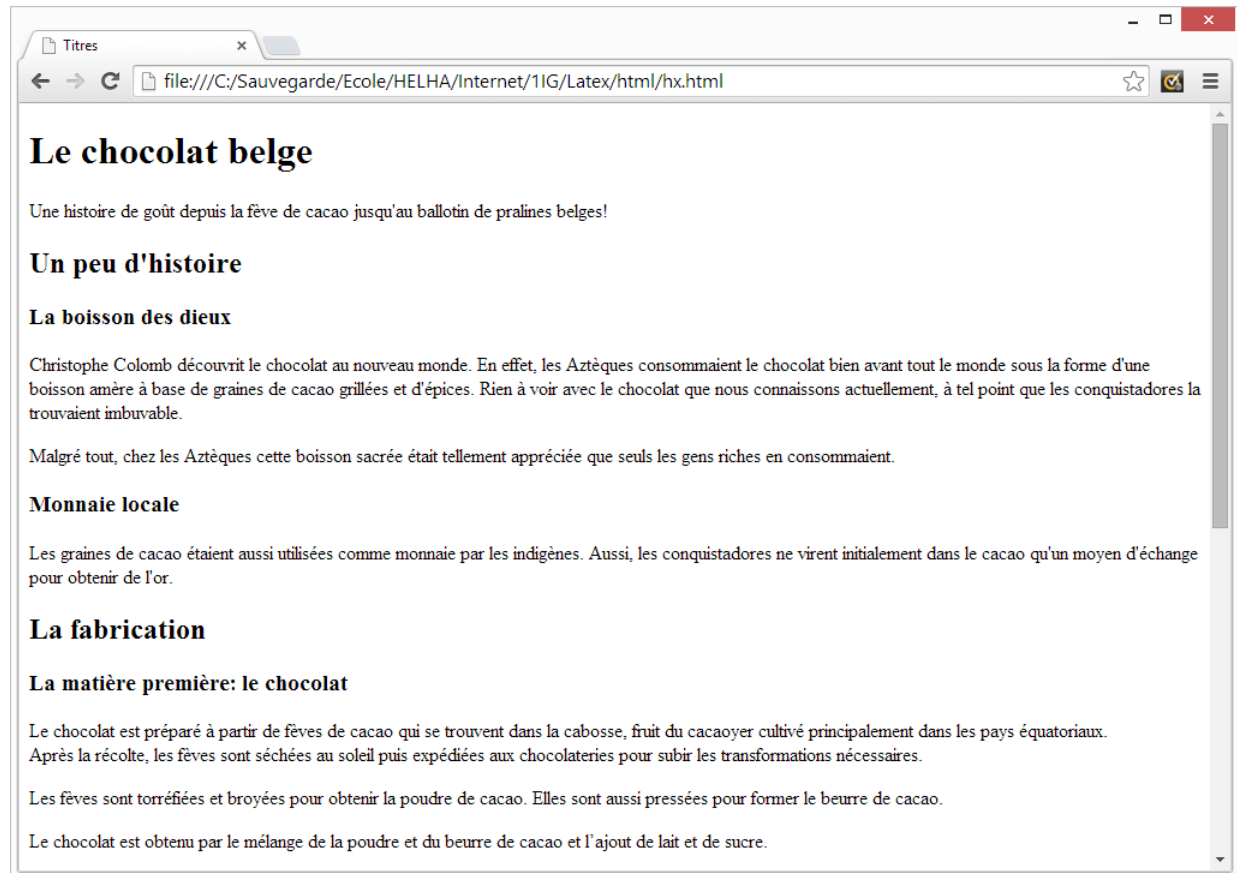 Titres
file:///C:/Sauvegarde/Ecole/HELHA/Internet/1IG/Latex/html/hx.html
Le chocolat belge
Une histoire de goût depuis la fève de cacao jusqu'au ballotin de pralines belges!
Un peu d'histoire
La boisson des dieux
Christophe Colomb découvrit le chocolat au nouveau monde. En effet, les Aztèques consommaient le chocolat bien avant tout le monde sous la forme d'une
boisson amère à base de graines de cacao grillées et d'épices. Rien à voir avec le chocolat que nous connaissons actuellement, à tel point que les conquistadores la
trouvaient imbuvable.
Malgré tout, chez les Aztèques cette boisson sacrée était tellement appréciée que seuls les gens riches en consommaient.
Monnaie locale
Les graines de cacao étaient aussi utilisées comme monnaie par les indigènes. Aussi, les conquistadores ne virent initialement dans le cacao qu'un moyen d'échange
pour obtenir de l'or.
La fabrication
La matière première: le chocolat
Le chocolat est préparé à partir de fèves de cacao qui se trouvent dans la cabosse, fruit du cacaoyer cultivé principalement dans les pays équatoriaux.
Après la récolte, les fèves sont séchées au soleil puis expédiées aux chocolateries pour subir les transformations nécessaires.
Les fèves sont torréfiées et broyées pour obtenir la poudre de cacao. Elles sont aussi pressées pour former le beurre de cacao.
Le chocolat est obtenu par le mélange de la poudre et du beurre de cacao et l’ajout de lait et de sucre.